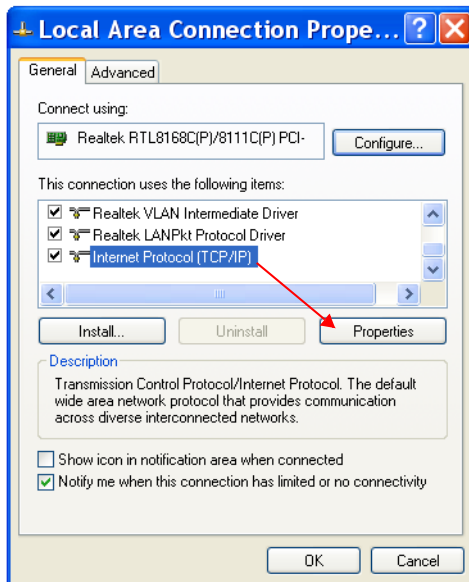 Local Area Connection Prope...
General
Advanced
Connect using:
Realtek RTL8168C(P)/8111C(P) PCI-
Configure...
This connection uses the following items:
Realtek VLAN Intermediate Driver
Realtek LANPkt Protocol Driver
Internet Protocol (TCP/IP)
Install...
Uninstall
Properties
Description
Transmission Control Protocol/Internet Protocol. The default
wide area network protocol that provides communication
across diverse interconnected networks.
Show icon in notification area when connected
Notify me when this connection has limited or no connectivity
OK
Cancel